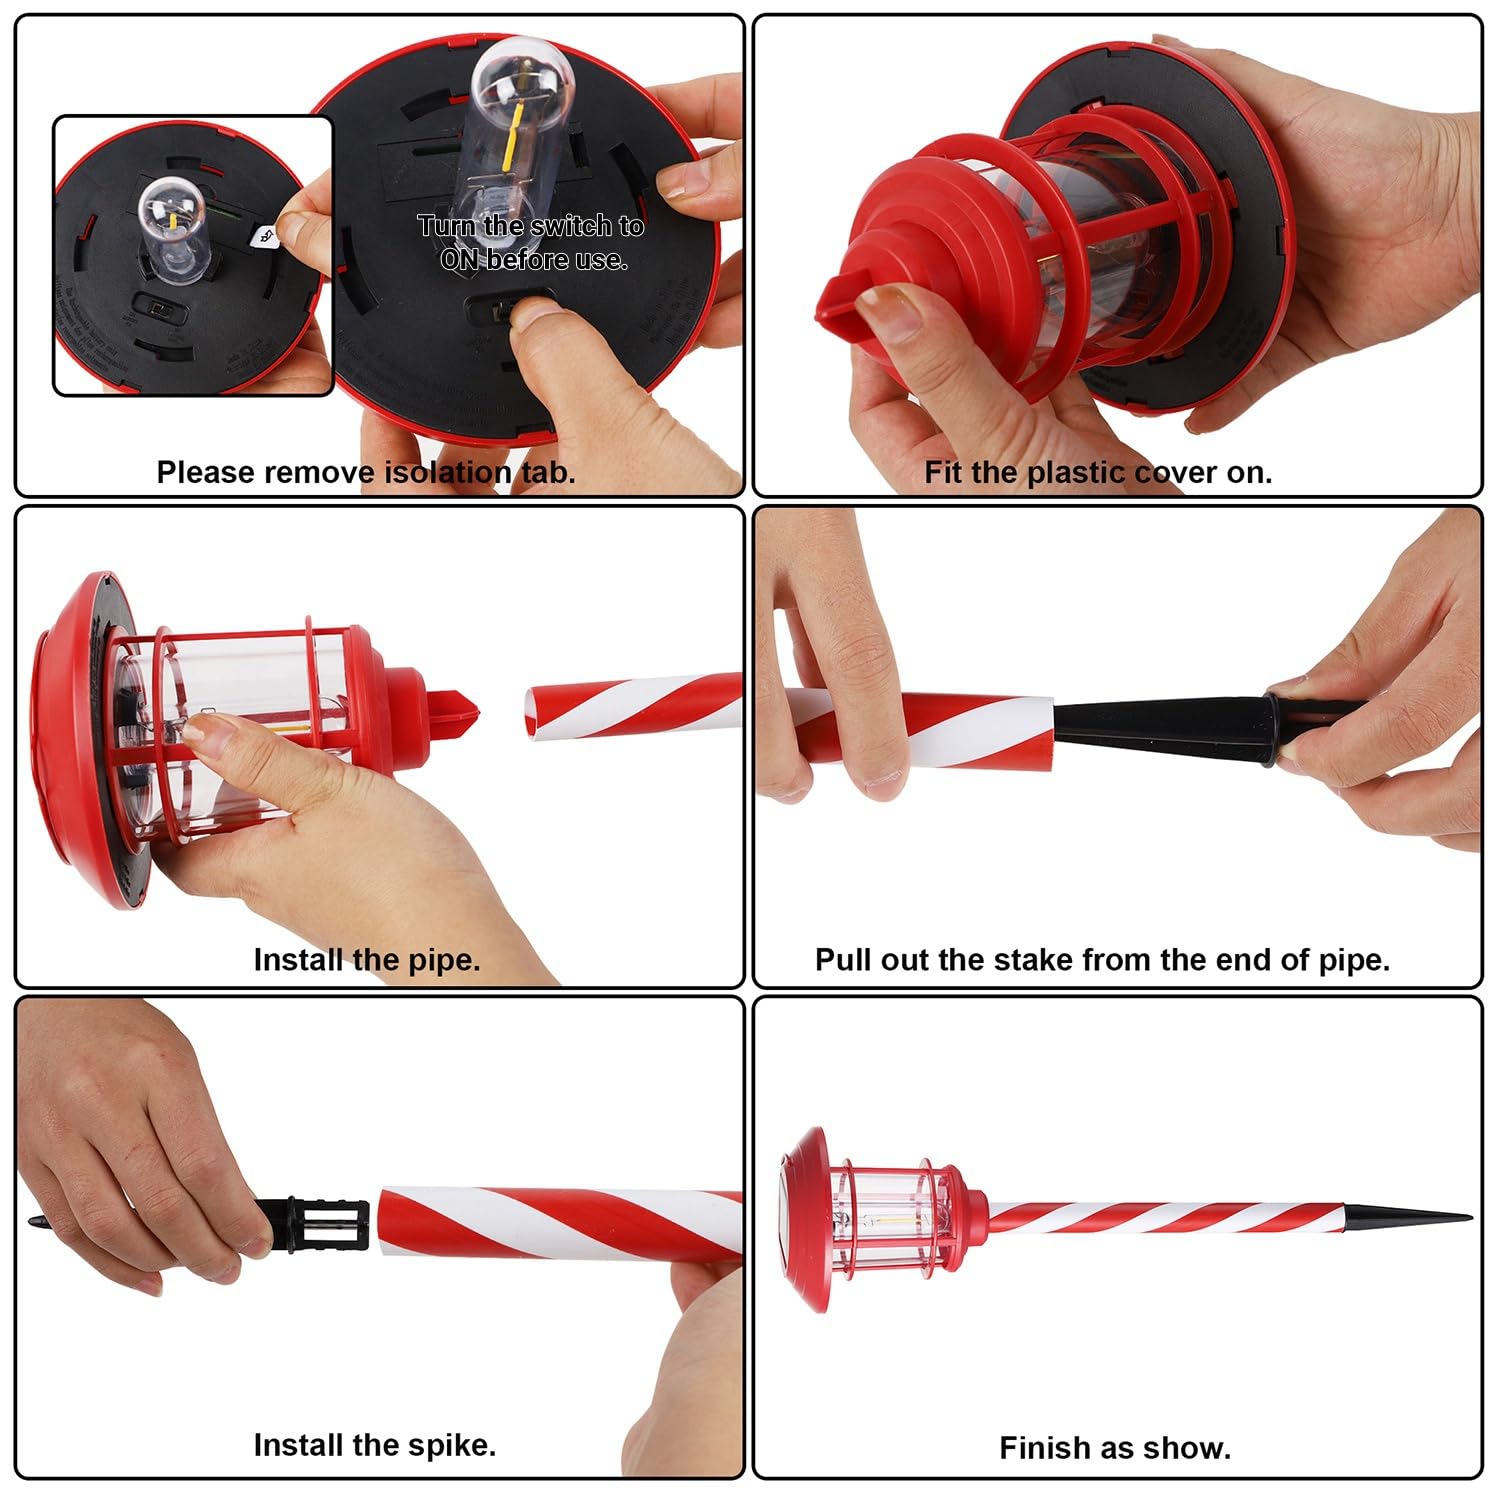 Turn the switch to
ON before use.
Please remove isolation tab.
Fit the plastic cover on.
Install the pipe.
Pull out the stake from the end of pipe.
Install the spike.
Finish as show.